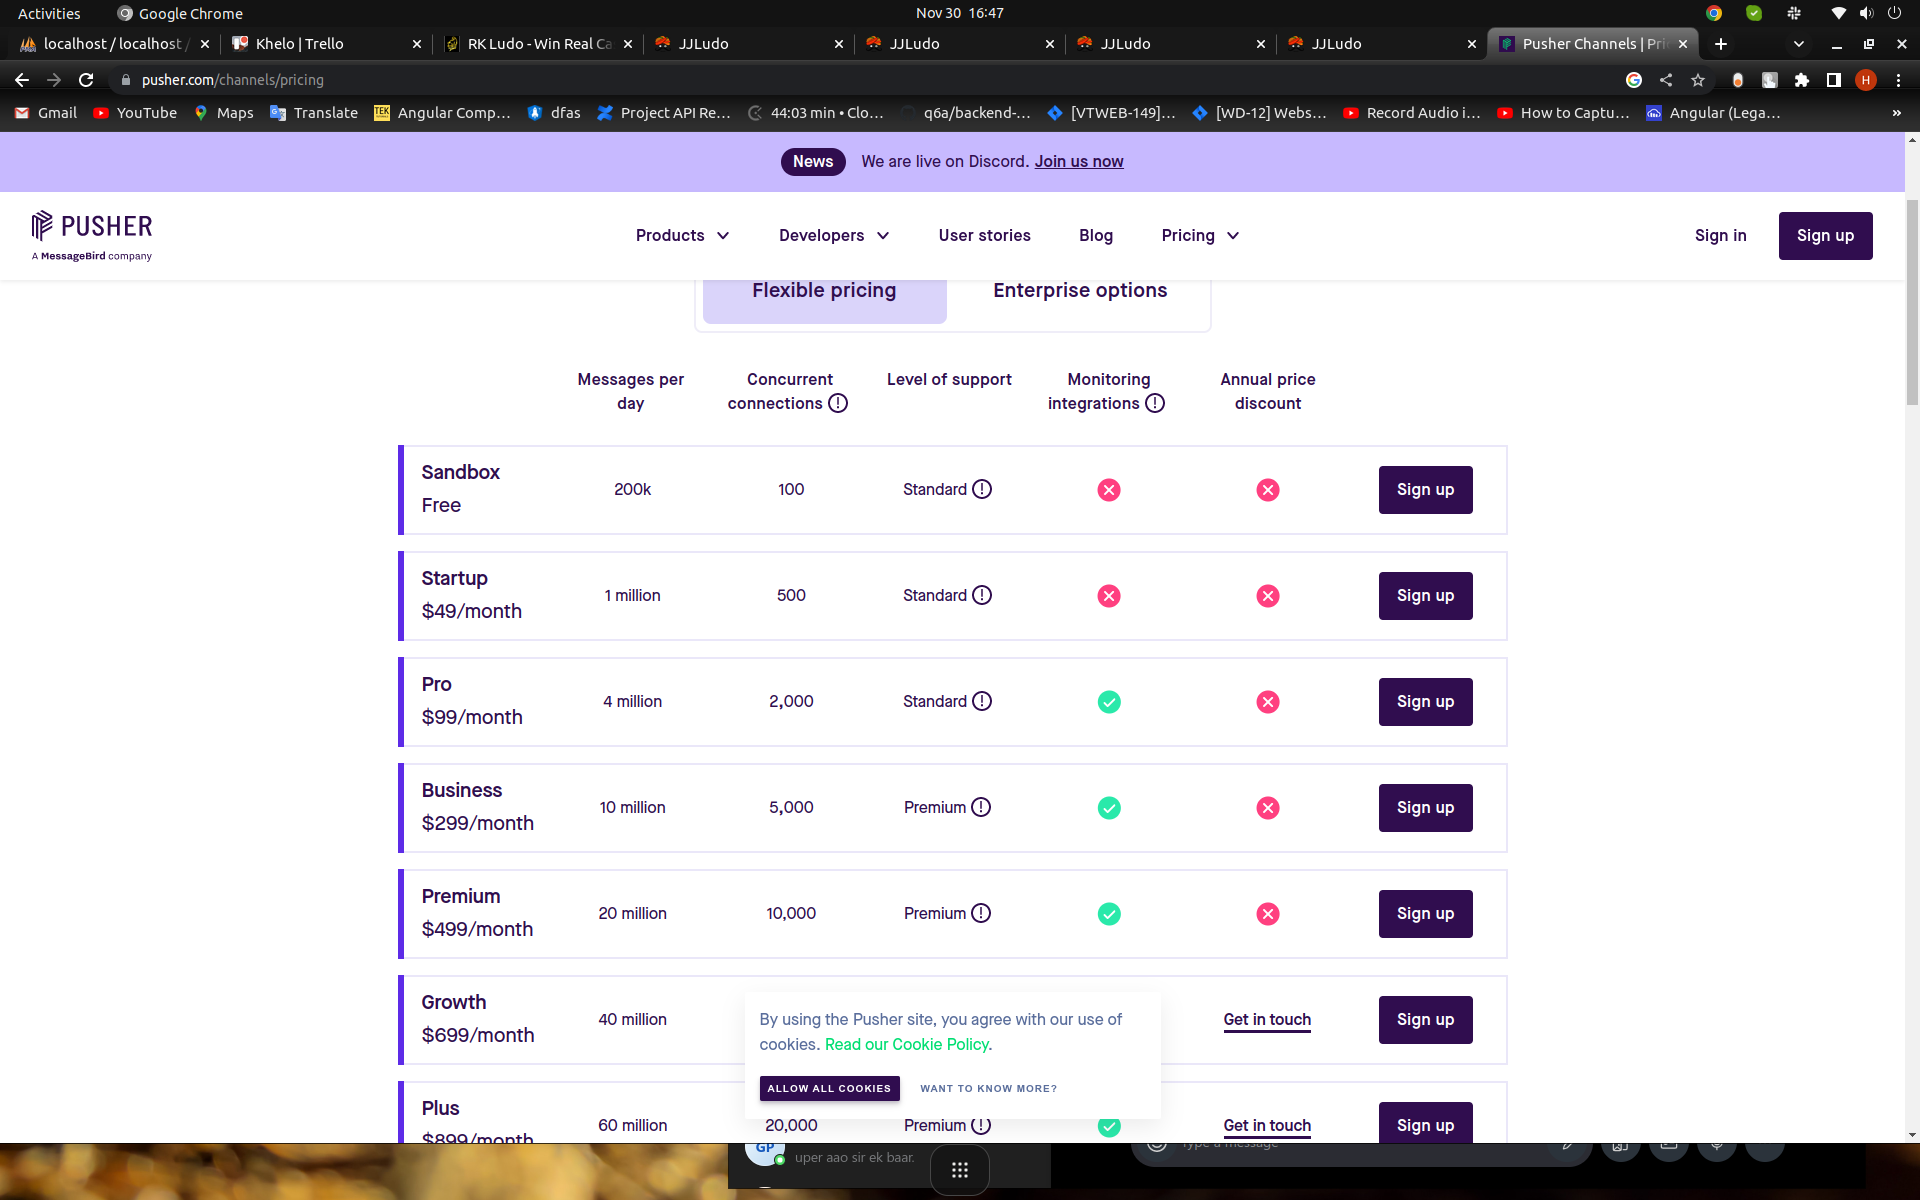 Activities
Google Chrome
Nov 30 16:47
localhost / localhost /
Khelo | Trello
RK Ludo - Win Real Ca
JJLudo
JJLudo
JJLudo
JJLudo
Pusher Channels | Pri
pusher.com/channels/pricing
H
Gmail
YouTube
Maps
Translate
TEK
Angular Comp...
dfas
Project API Re...
44:03 min • Clo...
q6a/backend-...
[VTWEB-149]...
[WD-12] Webs...
Record Audio i...
How to Captu...
Angular (Lega...
»
News We are live on Discord. Join us now
PUSHER
A MessageBird company
Products
Developers
User stories
Blog
Pricing
Sign in
Sign up
Flexible pricing
Enterprise options
Messages per
day
Concurrent
connections
Level of support
Monitoring
integrations
Annual price
discount
Sandbox
Free
200k
100
Standard
Sign up
Startup
$49/month
1 million
500
Standard
Sign up
Pro
$99/month
4 million
2,000
Standard
Sign up
Business
$299/month
10 million
5,000
Premium
Sign up
Premium
$499/month
20 million
10,000
Premium
Sign up
Growth
$699/month
40 million
Get in touch
Sign up
By using the Pusher site, you agree with our use of
cookies. Read our Cookie Policy.
ALLOW ALL COOKIES
WANT TO KNOW MORE?
Plus
$899/month
60 million
20,000
Premium
Get in touch
Sign up
GP
uper aao sir ek baar.
Type a message